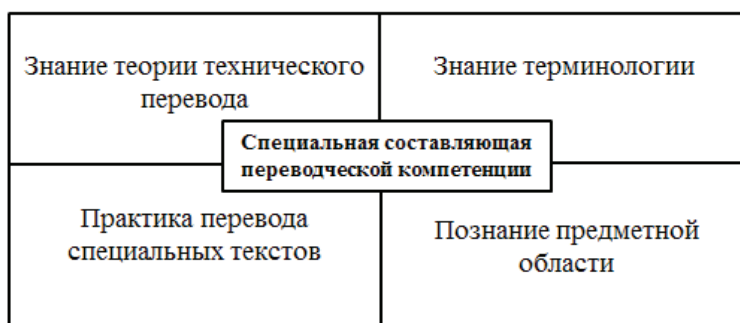 Знание теории технического
перевода
Знание терминологии
Специальная составляющая
переводческой компетенции
Практика перевода
специальных текстов
Познание предметной
области